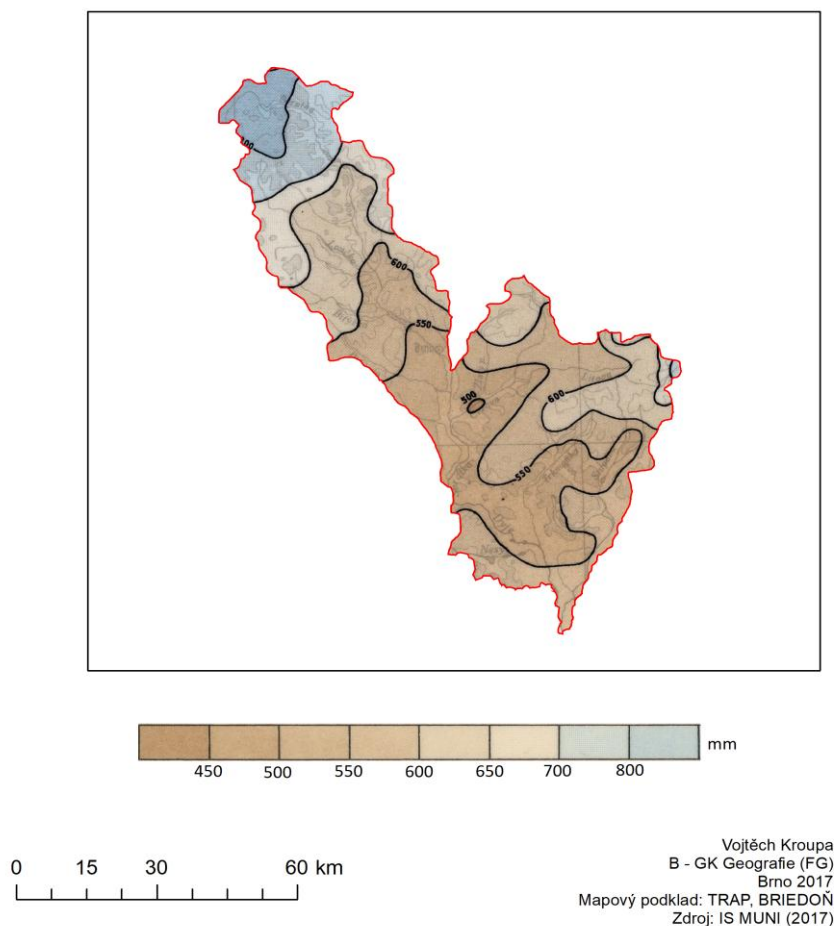 600
550
500
600
550
mm
450 500 550 600 650 700 800
0 15 30 60 km
Vojtěch Kroupa
B - GK Geografie (FG)
Brno 2017
Mapový podklad: TRAP, BRIEDOŇ
Zdroj: IS MUNI (2017)